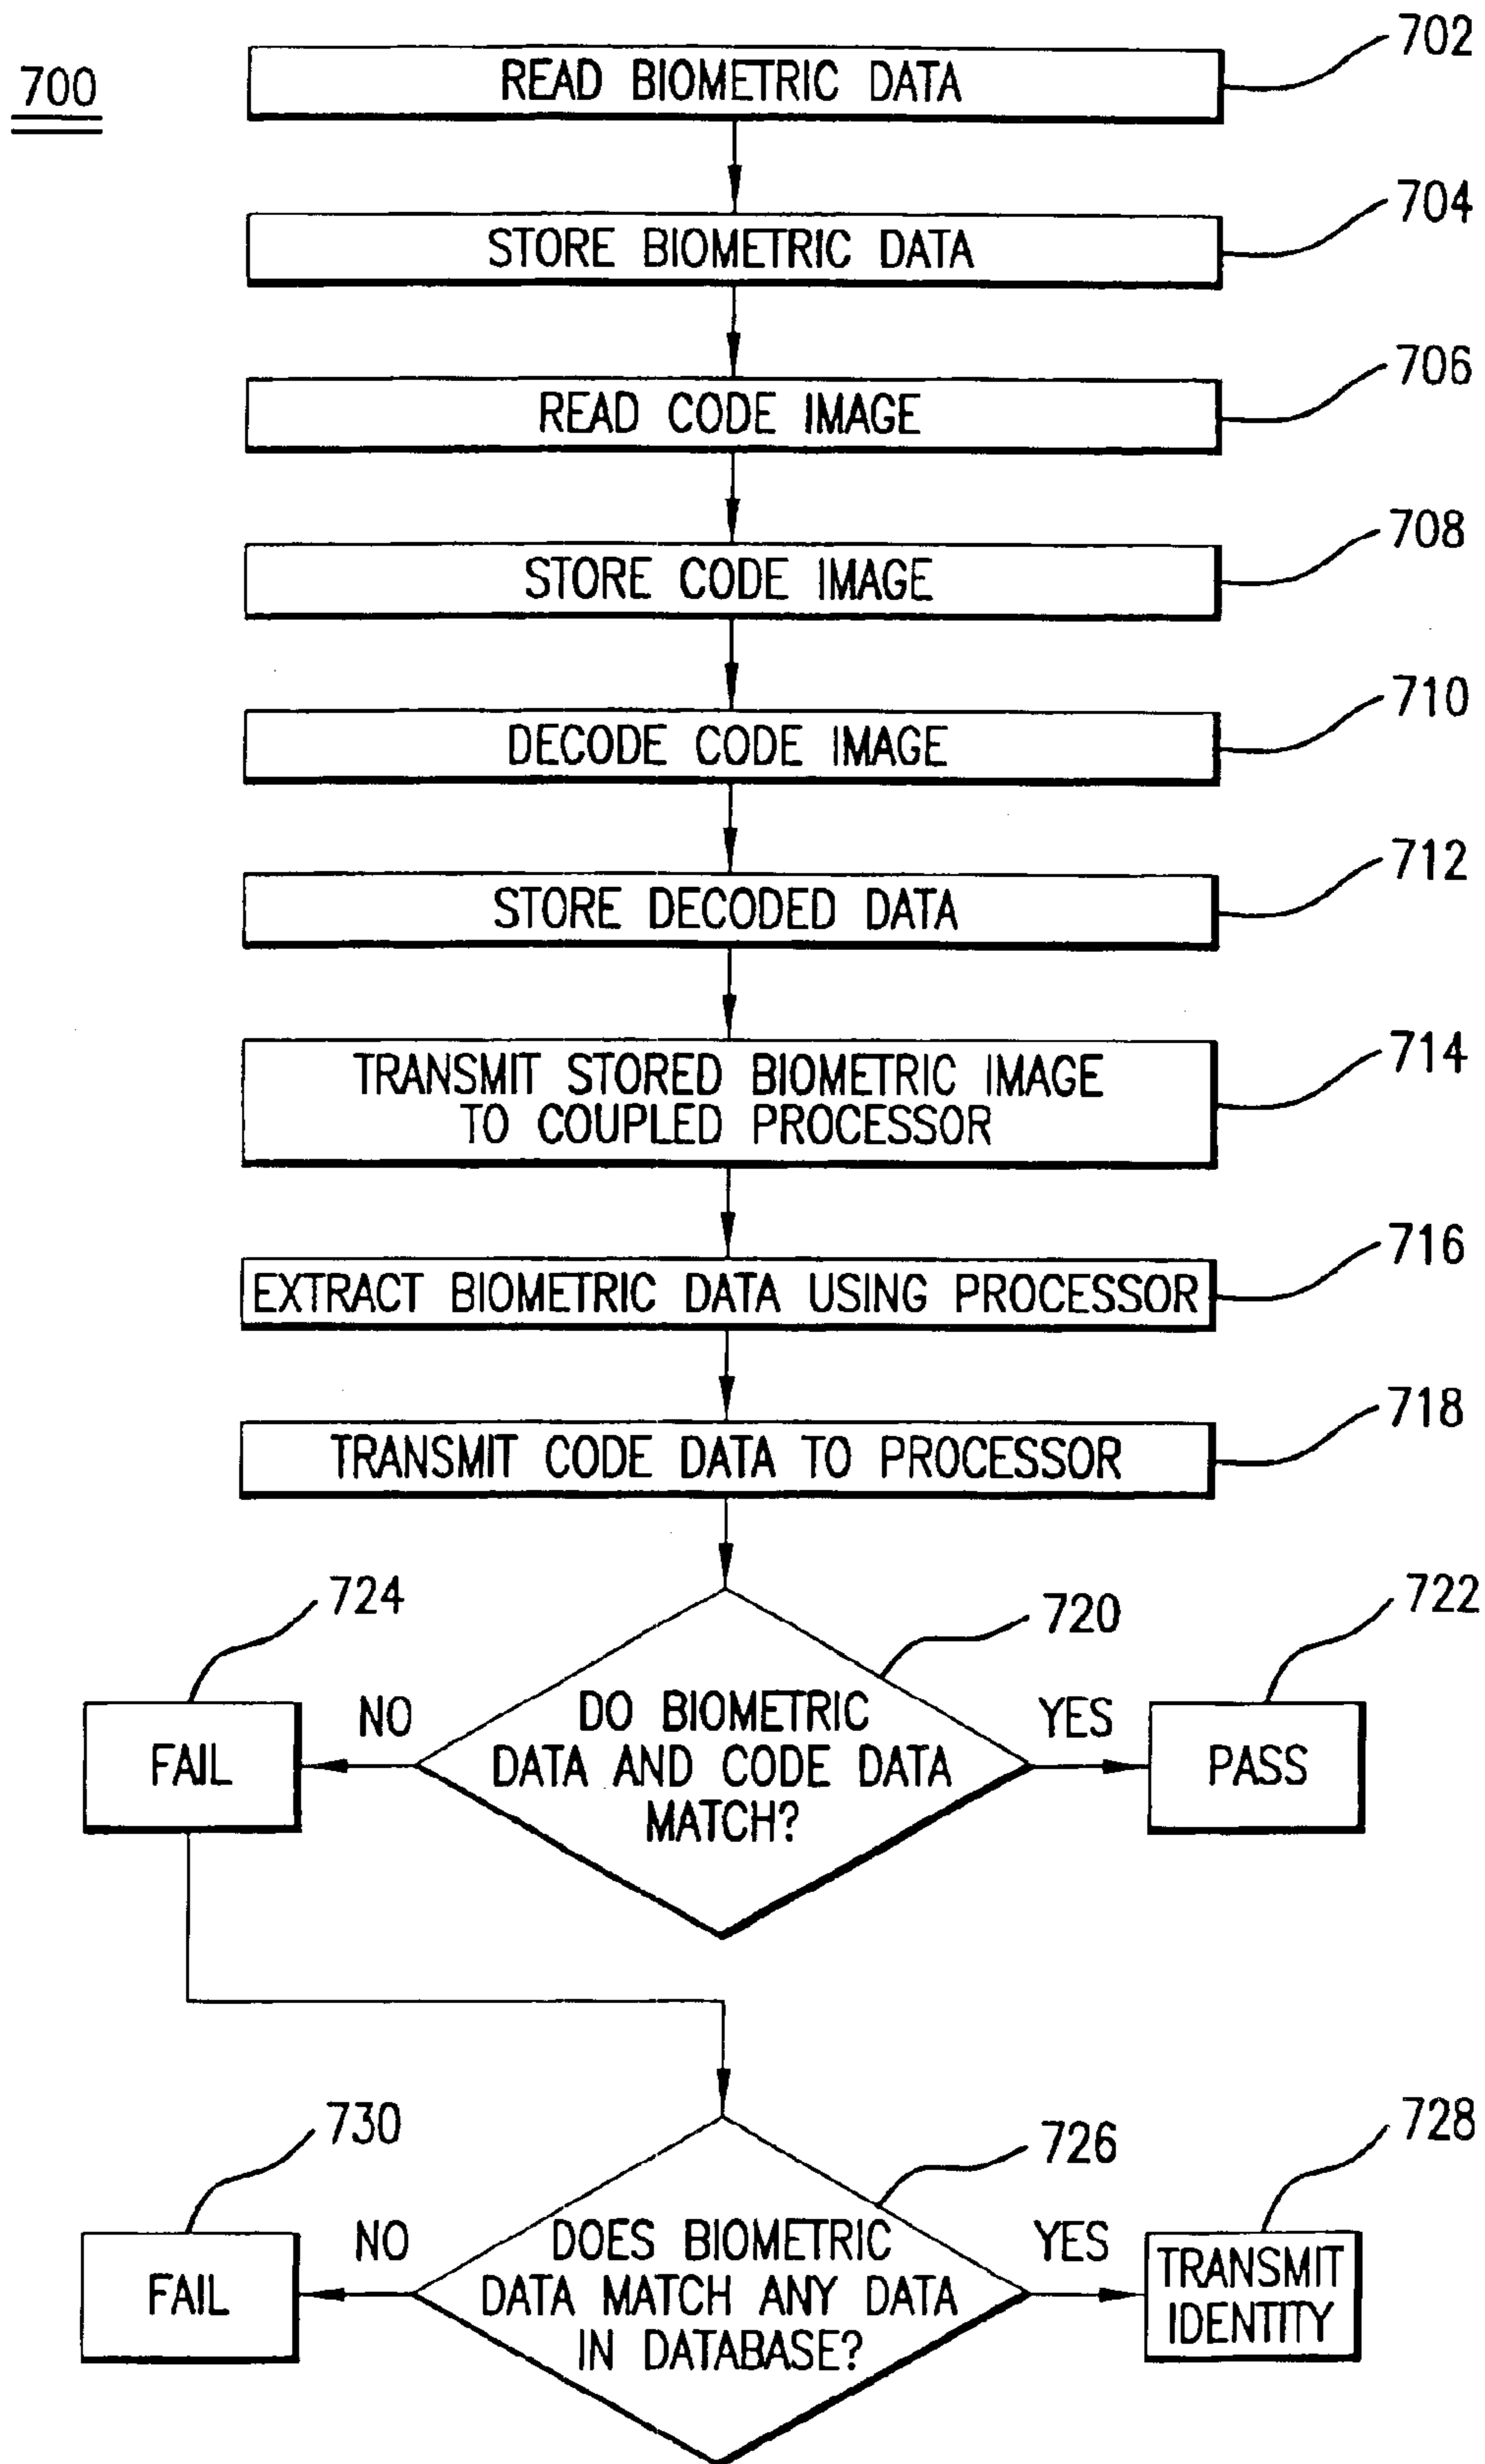 700
READ BIOMETRIC DATA
702
STORE BIOMETRIC DATA
704
READ CODE IMAGE
706
STORE CODE IMAGE
708
DECODE CODE IMAGE
710
STORE DECODED DATA
712
TRANSMIT STORED BIOMETRIC IMAGE
TO COUPLED PROCESSOR
714
EXTRACT BIOMETRIC DATA USING PROCESSOR
716
TRANSMIT CODE DATA TO PROCESSOR
718
724
720
722
FAIL
NO
DO BIOMETRIC
DATA AND CODE DATA
MATCH?
YES
PASS
730
726
728
FAIL
NO
DOES BIOMETRIC
DATA MATCH ANY DATA
IN DATABASE?
YES
TRANSMIT
IDENTITY